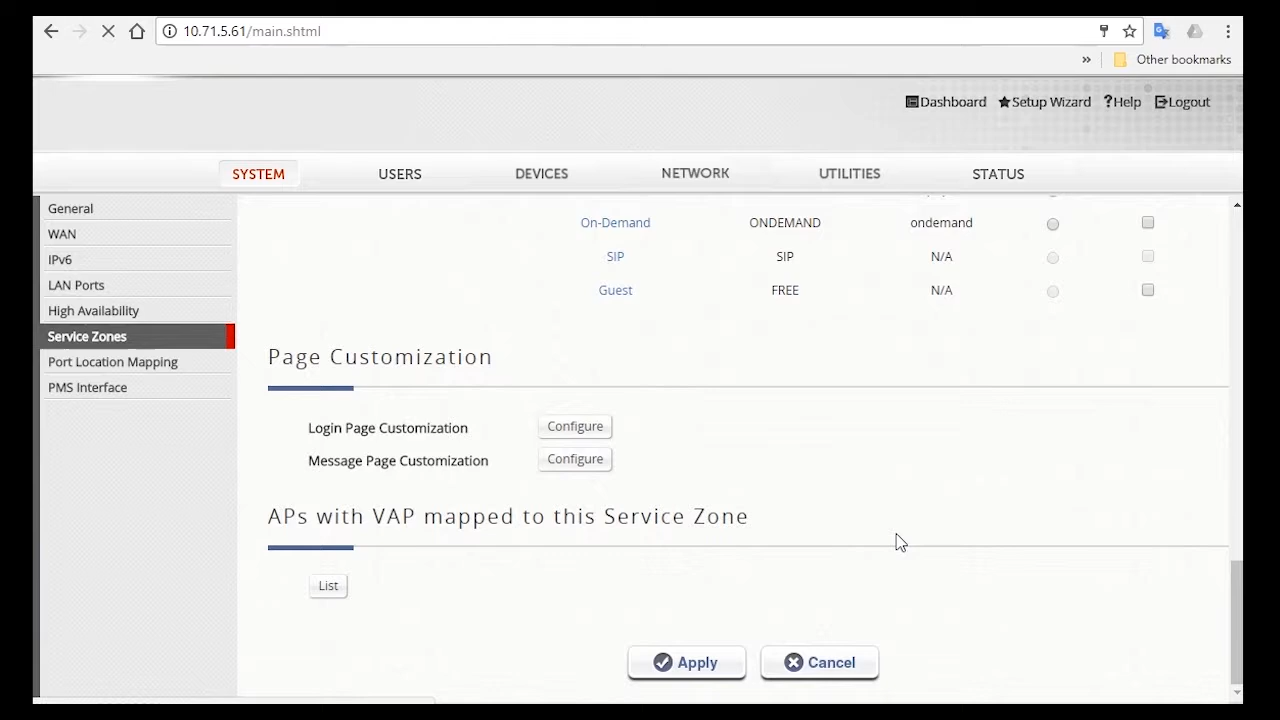 10.71.5.61/main.shtml
» Other bookmarks
Dashboard Setup Wizard ?Help Logout
SYSTEM USERS DEVICES NETWORK UTILITIES STATUS
General
WAN
IPv6
LAN Ports
High Availability
Service Zones
Port Location Mapping
PMS Interface
On-Demand ONDEMAND ondemand
SIP SIP N/A
Guest FREE N/A
Page Customization
Login Page Customization Configure
Message Page Customization Configure
APs with VAP mapped to this Service Zone
List
Apply Cancel